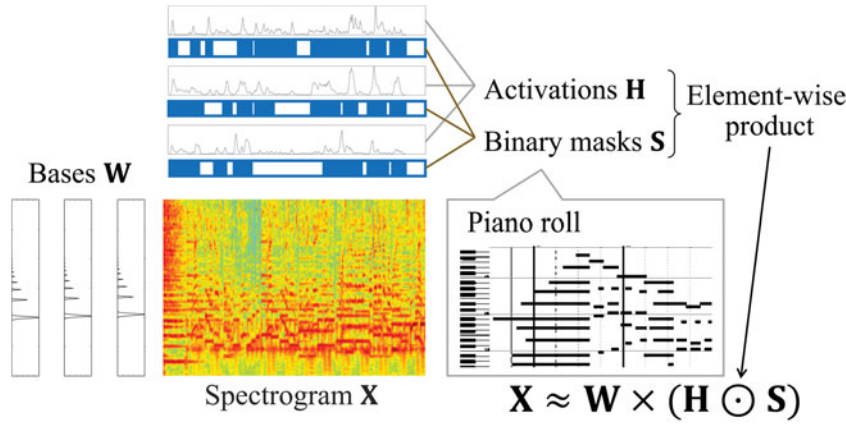 Activations H
Binary masks S
Element-wise
product
Bases W
Piano roll
Spectrogram X
X ≈ W × (H ⊙ S)